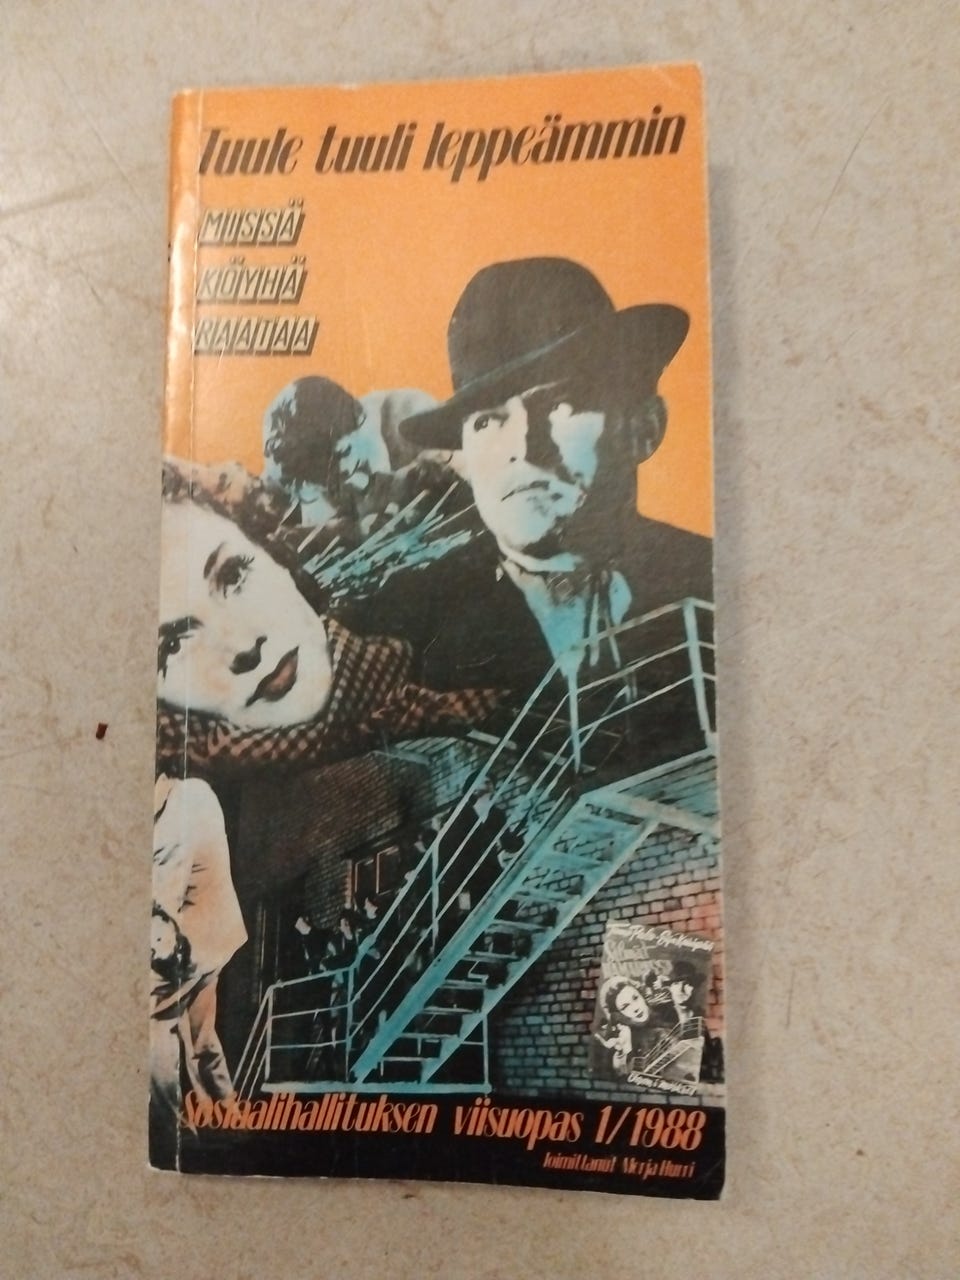 Tuule tuuli leppeämmin
MISSÄ
KÖYHÄ
RAATAA
Sosiaalihallituksen viisuopas 1/1988
Toimittanut Merja Hurri